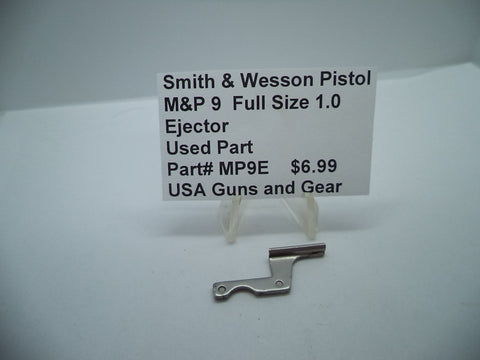 Smith & Wesson Pistol
M&P 9 Full Size 1.0
Ejector
Used Part
Part# MP9E $6.99
USA Guns and Gear